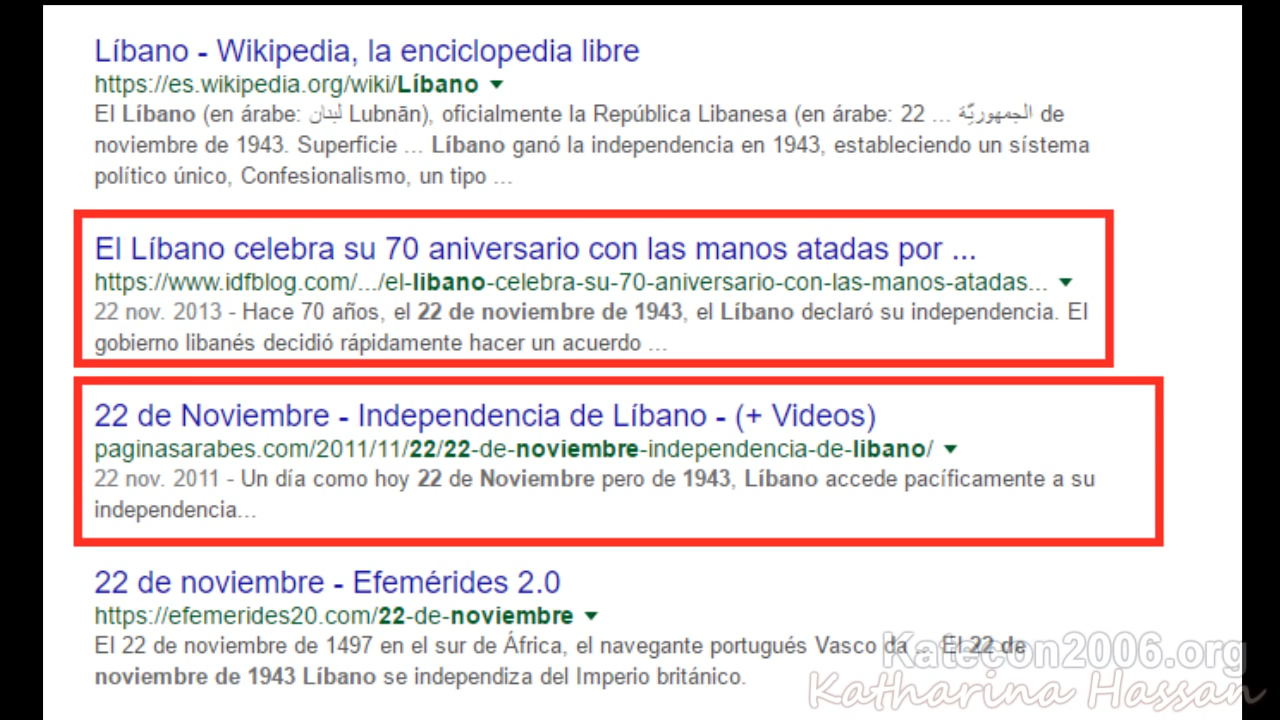 Líbano - Wikipedia, la enciclopedia libre
https://es.wikipedia.org/wiki/Líbano
El Líbano (en árabe: لبنان Lubnān), oficialmente la República Libanesa (en árabe: 22 ... الجمهوريّة de
noviembre de 1943. Superficie ... Líbano ganó la independencia en 1943, estableciendo un sístema
político único, Confesionalismo, un tipo ...
El Líbano celebra su 70 aniversario con las manos atadas por ...
https://www.idfblog.com/.../el-libano-celebra-su-70-aniversario-con-las-manos-atadas...
22 nov. 2013 - Hace 70 años, el 22 de noviembre de 1943, el Líbano declaró su independencia. El
gobierno libanés decidió rápidamente hacer un acuerdo ...
22 de Noviembre - Independencia de Líbano - (+ Videos)
paginasarabes.com/2011/11/22/22-de-noviembre-independencia-de-libano/
22 nov. 2011 - Un día como hoy 22 de Noviembre pero de 1943, Líbano accede pacíficamente a su
independencia...
22 de noviembre - Efemérides 2.0
https://efemerides20.com/22-de-noviembre
El 22 de noviembre de 1497 en el sur de África, el navegante portugués Vasco da ... El 22 de
noviembre de 1943 Líbano se independiza del Imperio británico.
Katecon2006.org
Katharina Hassan